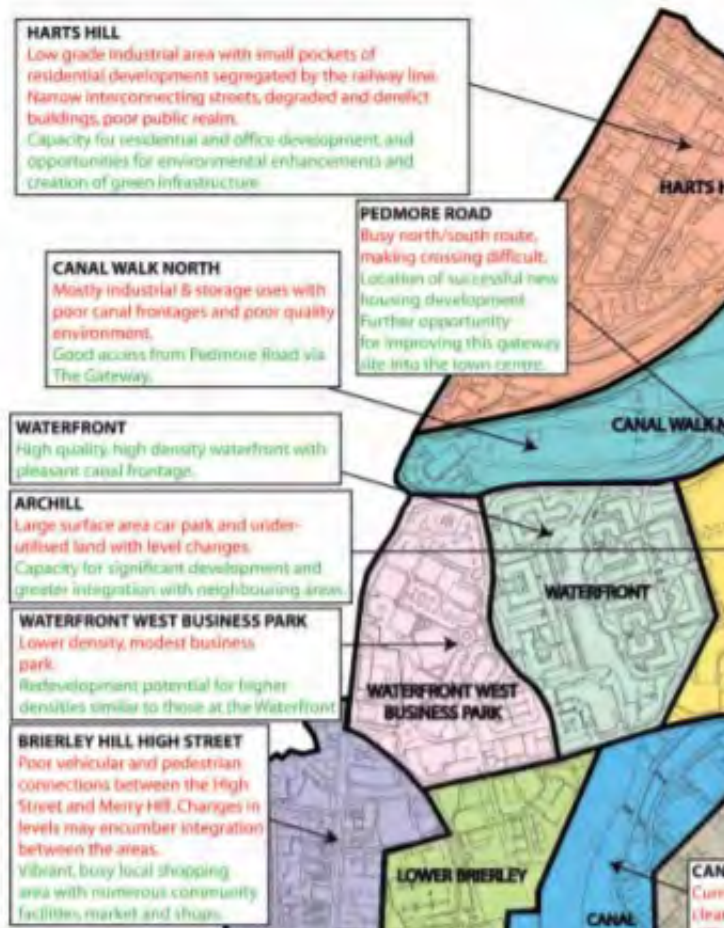 HARTS HILL
Low grade industrial area with small pockets of
residential development segregated by the railway line.
Narrow interconnecting streets, degraded and derelict
buildings, poor public realm.
Capacity for residential and office development, and
opportunities for environmental enhancements and
creation of green infrastructure
HARTS H
PEDMORE ROAD
Busy north/south route,
making crossing difficult.
Location of successful new
housing development
Further opportunity
for improving this gateway
site into the town centre.
CANAL WALK NORTH
Mostly industrial & storage uses with
poor canal frontages and poor quality
environment.
Good access from Pedmore Road via
The Gateway.
CANAL WALK N
WATERFRONT
High quality, high density waterfront with
pleasant canal frontage.
ARCHILL
Large surface area car park and under-
utilised land with level changes.
Capacity for significant development and
greater integration with neighbouring areas.
WATERFRONT
WATERFRONT WEST BUSINESS PARK
Lower density, modest business
park.
Redevelopment potential for higher
densities similar to those at the Waterfront
WATERFRONT WEST
BUSINESS PARK
BRIERLEY HILL HIGH STREET
Poor vehicular and pedestrian
connections between the High
Street and Merry Hill. Changes in
levels may encumber integration
between the areas.
Vibrant, busy local shopping
area with numerous community
facilities, market and shops.
LOWER BRIERLEY
CANAL
CAN
Curr
clear